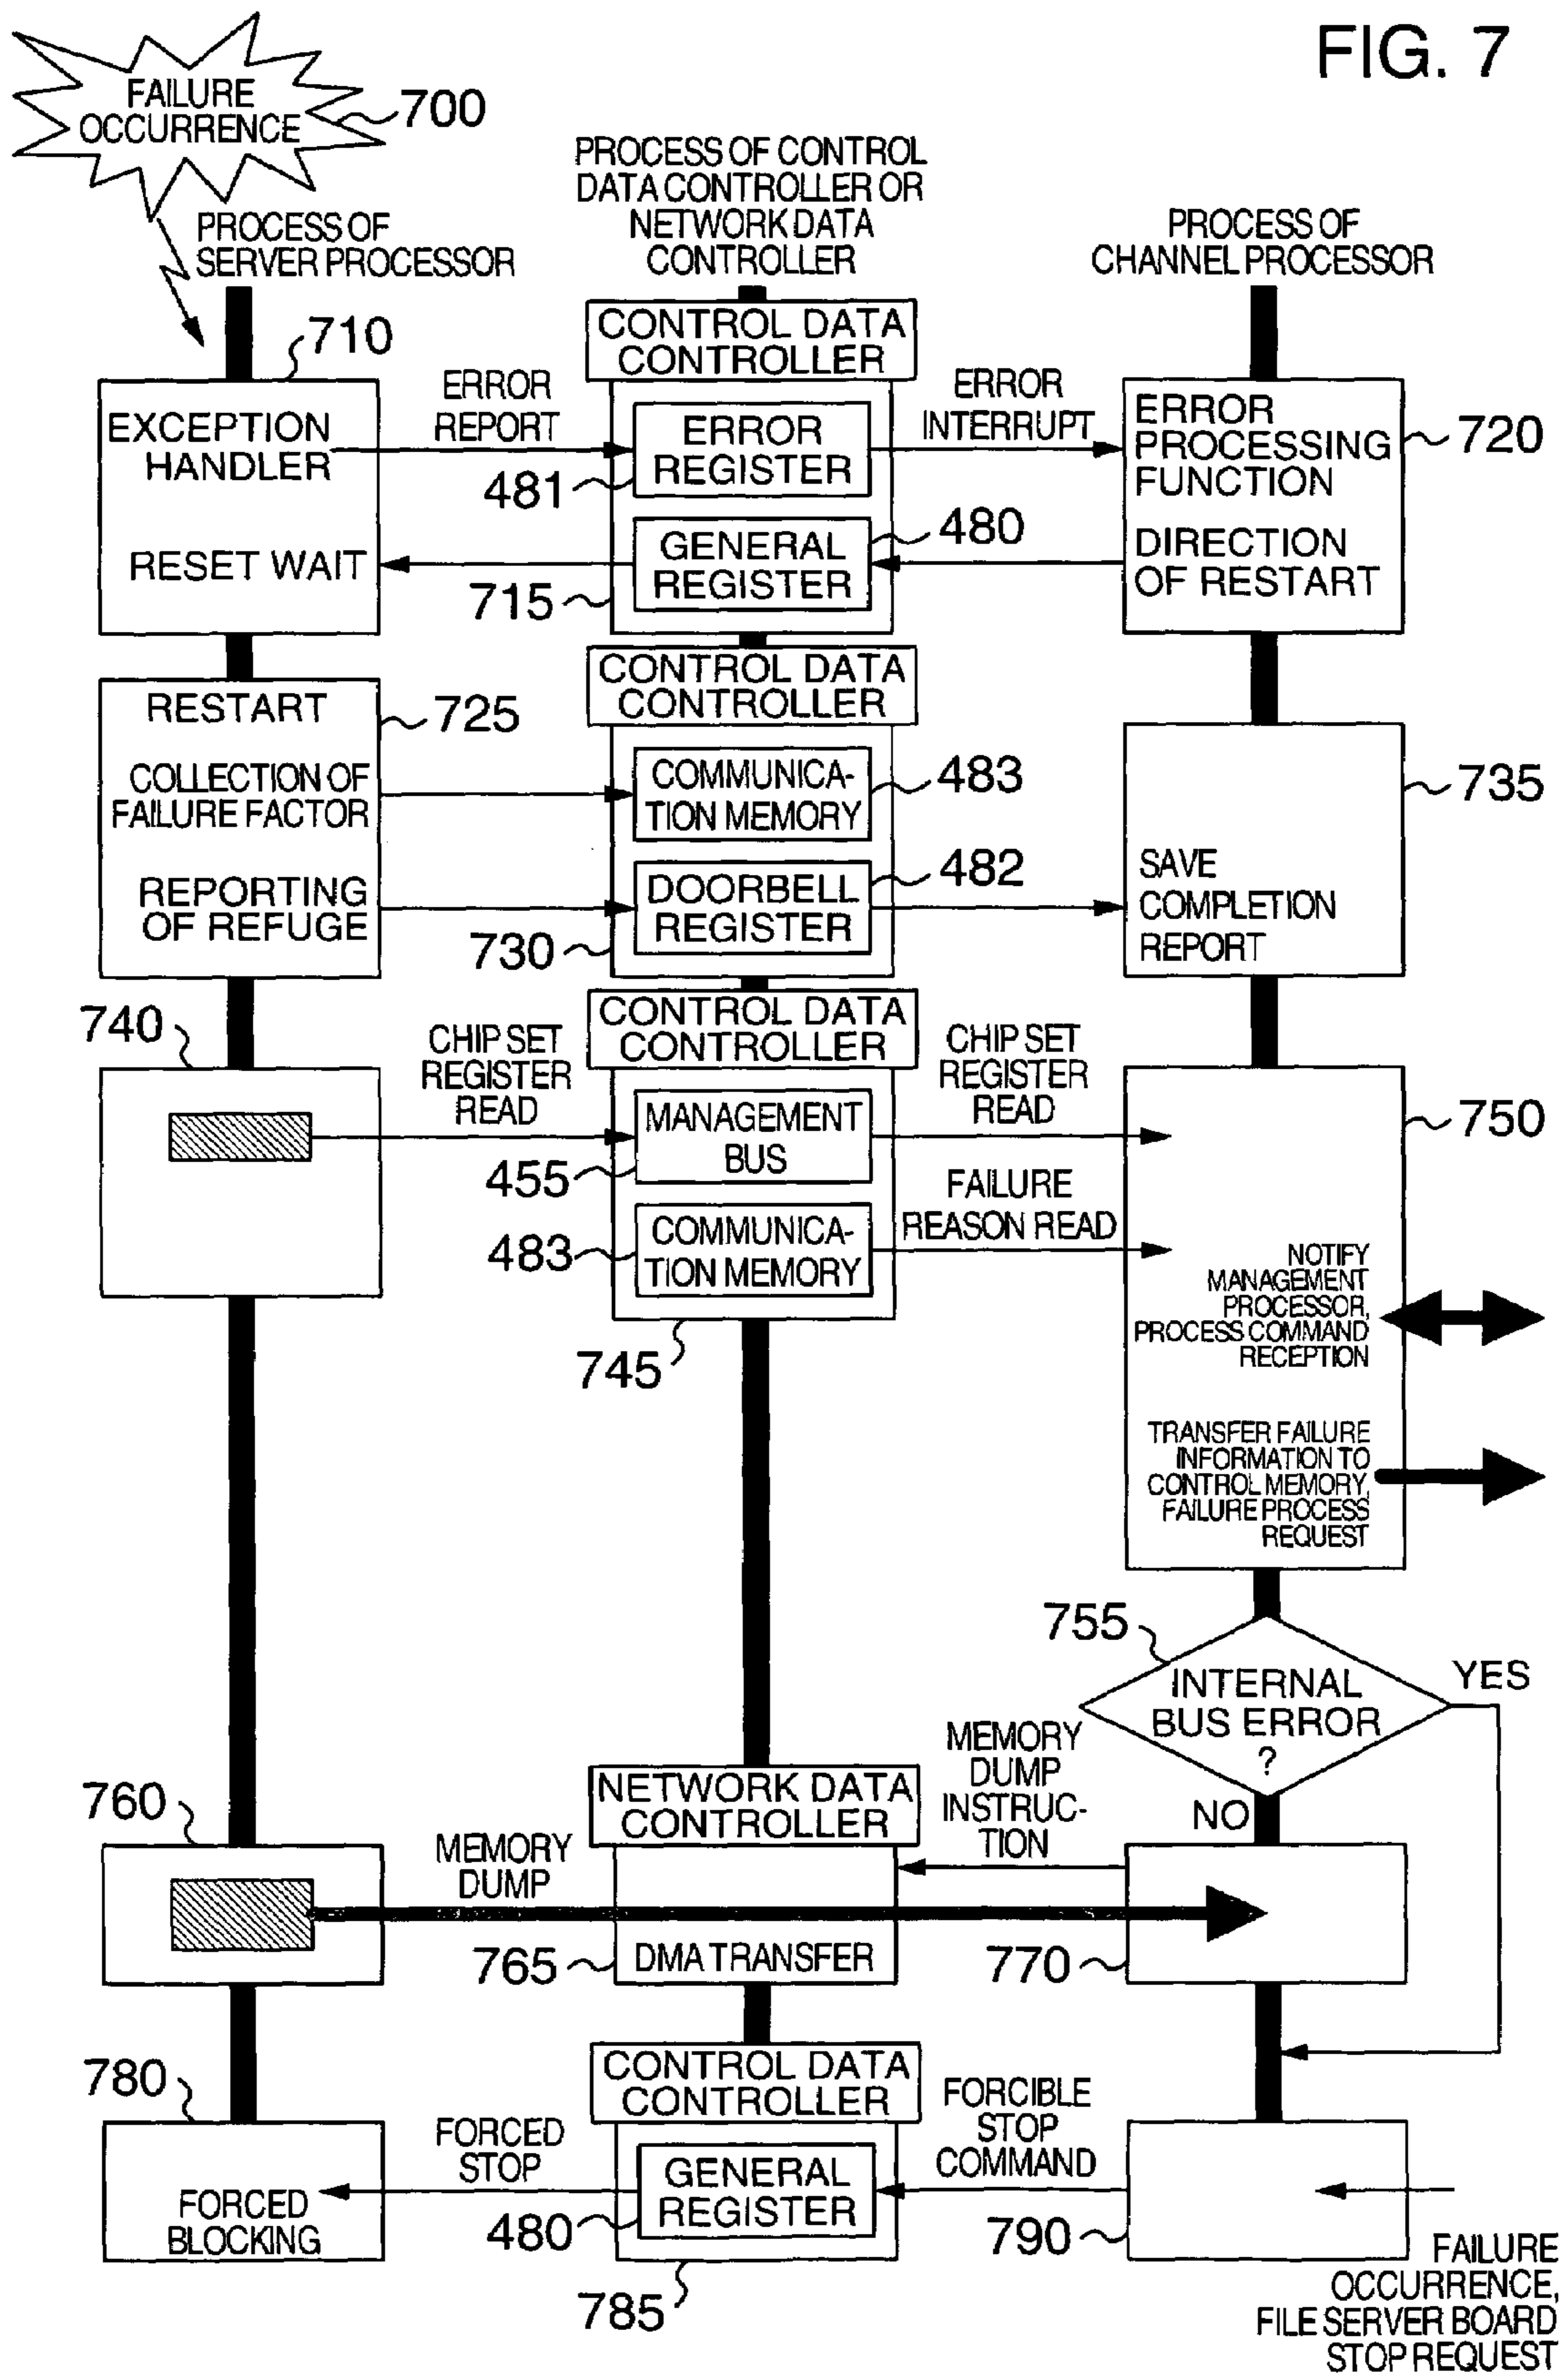 FIG. 7
FAILURE
OCCURRENCE
700
PROCESS OF
SERVER PROCESSOR
PROCESS OF CONTROL
DATA CONTROLLER OR
NETWORK DATA
CONTROLLER
PROCESS OF
CHANNEL PROCESSOR
710
EXCEPTION
HANDLER
RESET WAIT
ERROR
REPORT
CONTROL DATA
CONTROLLER
ERROR
REGISTER
481
GENERAL
REGISTER
480
715
ERROR
INTERRUPT
ERROR
PROCESSING
FUNCTION
DIRECTION
OF RESTART
720
RESTART
COLLECTION OF
FAILURE FACTOR
REPORTING
OF REFUGE
725
CONTROL DATA
CONTROLLER
COMMUNICA-
TION MEMORY
483
DOORBELL
REGISTER
482
730
SAVE
COMPLETION
REPORT
735
740
CHIP SET
REGISTER
READ
CONTROL DATA
CONTROLLER
MANAGEMENT
BUS
455
COMMUNICA-
TION MEMORY
483
745
CHIP SET
REGISTER
READ
FAILURE
REASON READ
750
NOTIFY
MANAGEMENT
PROCESSOR,
PROCESS COMMAND
RECEPTION
TRANSFER FAILURE
INFORMATION TO
CONTROL MEMORY,
FAILURE PROCESS
REQUEST
755
INTERNAL
BUS ERROR
?
YES
NO
760
MEMORY
DUMP
NETWORK DATA
CONTROLLER
DMA TRANSFER
765
MEMORY
DUMP
INSTRUC-
TION
770
780
FORCED
BLOCKING
FORCED
STOP
CONTROL DATA
CONTROLLER
GENERAL
REGISTER
480
785
FORCIBLE
STOP
COMMAND
790
FAILURE
OCCURRENCE,
FILE SERVER BOARD
STOP REQUEST